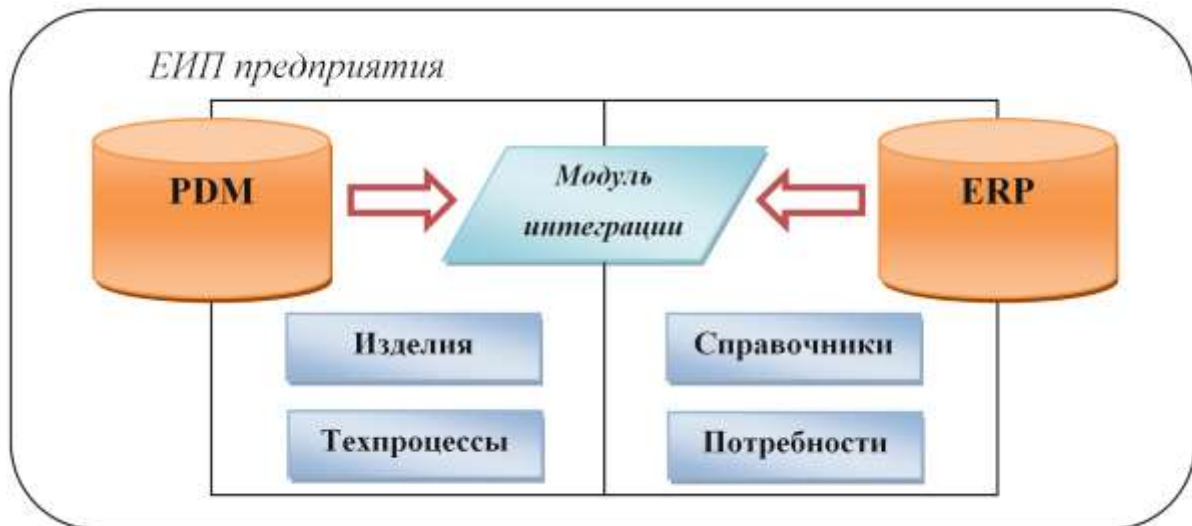 ЕИП предприятия
PDM
Модуль
интеграции
ERP
Изделия
Справочники
Техпроцессы
Потребности